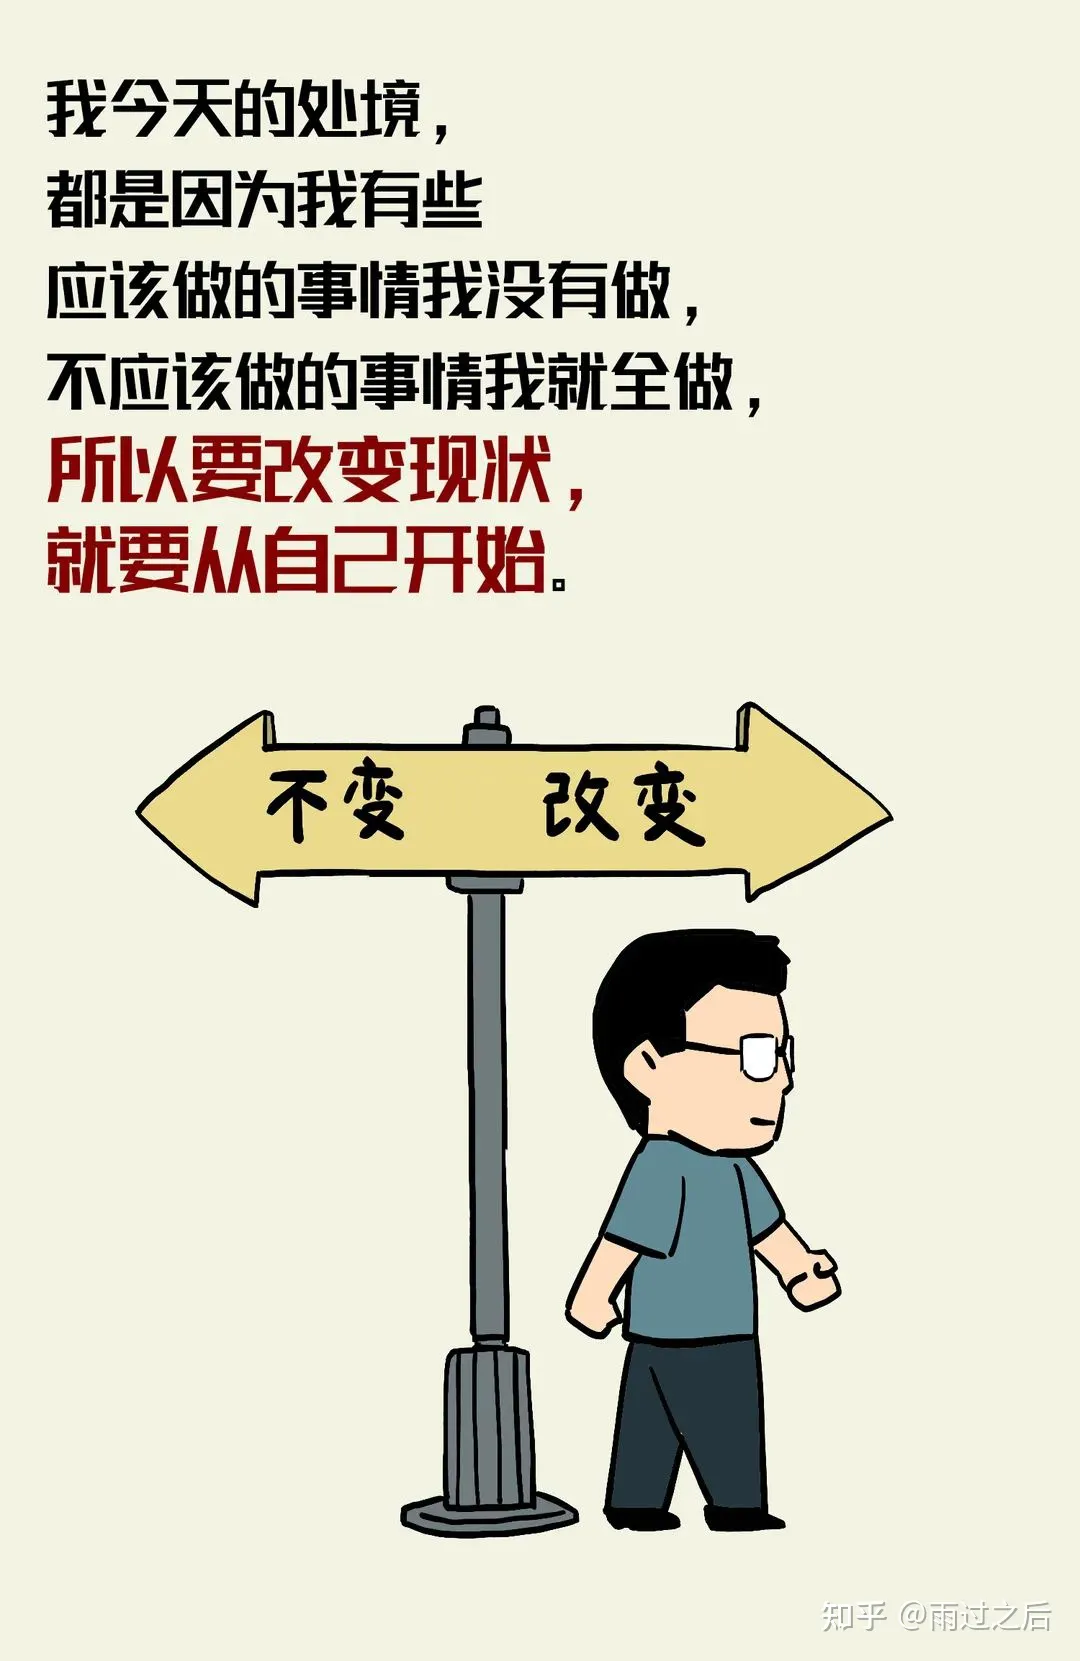 我今天的处境，
都是因为我有些
应该做的事情我没有做，
不应该做的事情我就全做，
所以要改变现状，
就要从自己开始。
不变 改变
知乎 @雨过之后